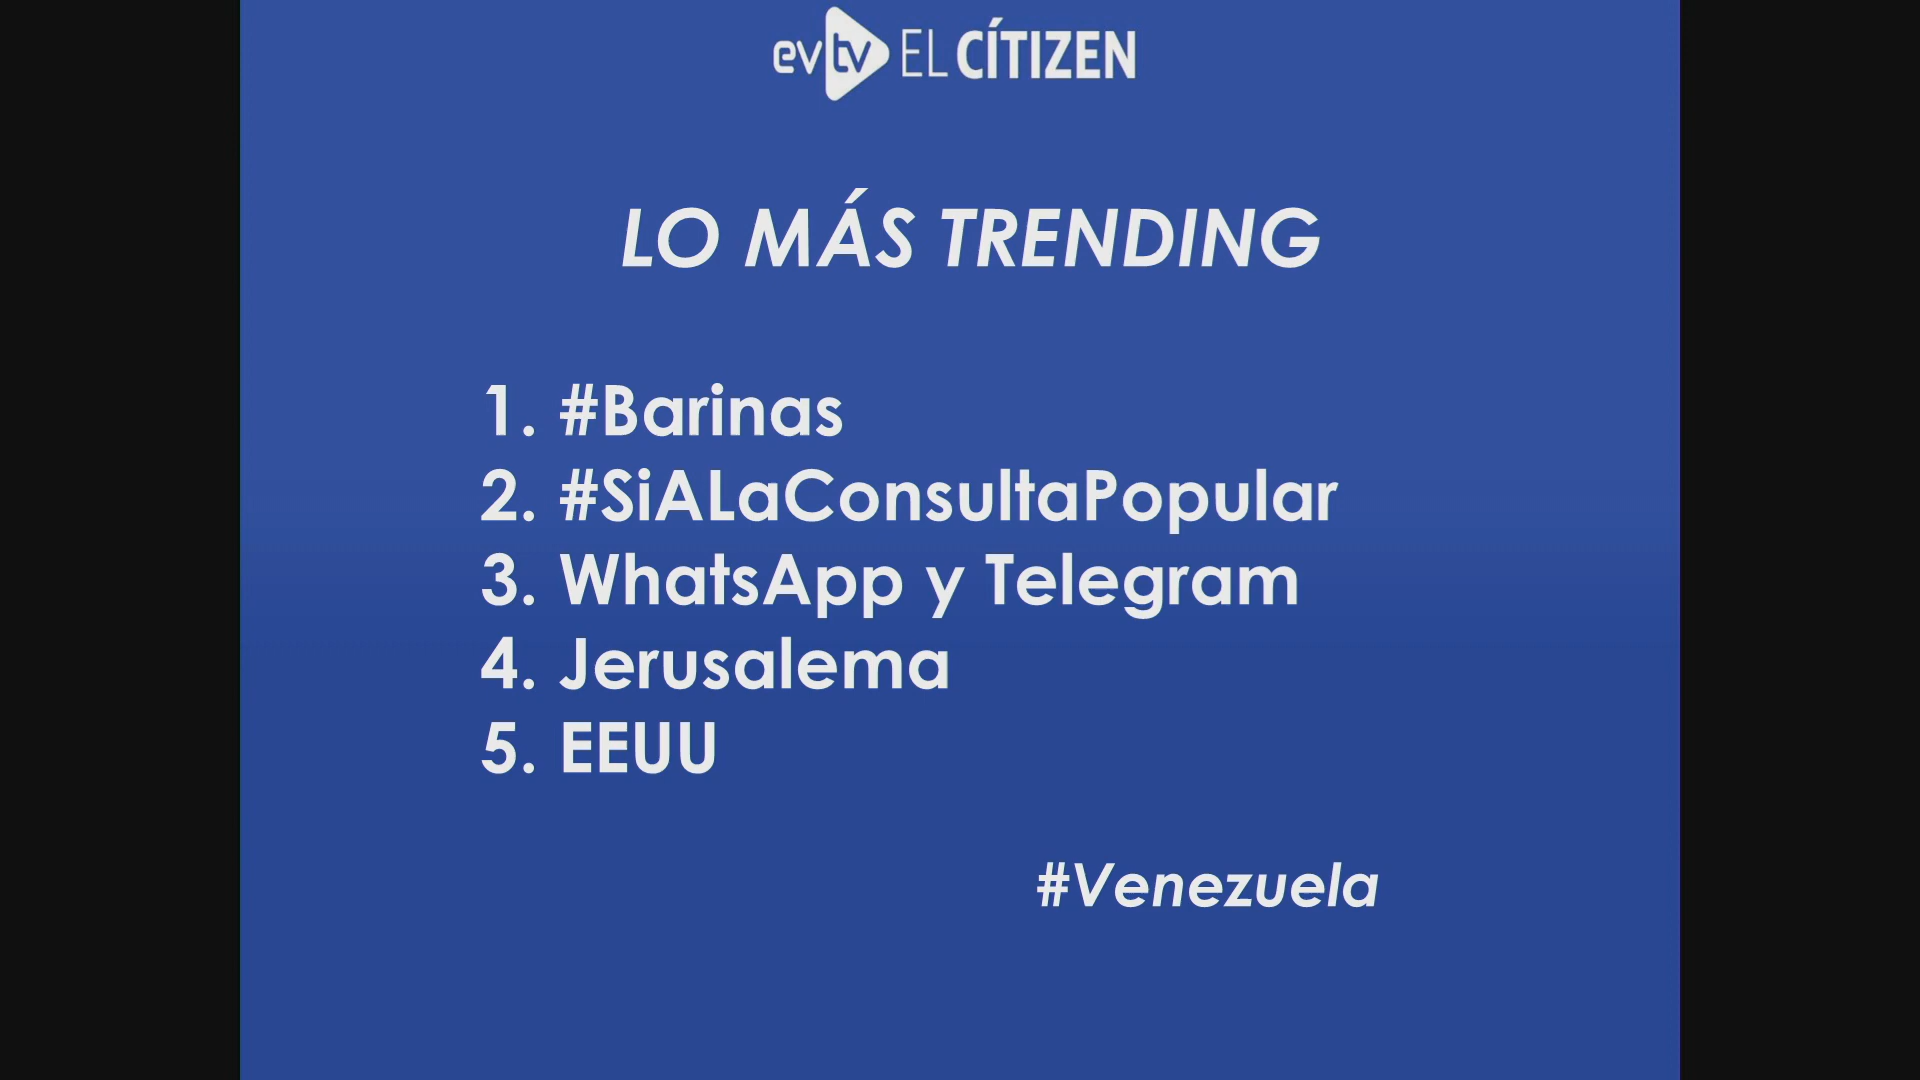 evtv EL CÍTIZEN
LO MÁS TRENDING
1. #Barinas
2. #SiALaConsultaPopular
3. WhatsApp y Telegram
4. Jerusalema
5. EEUU
#Venezuela